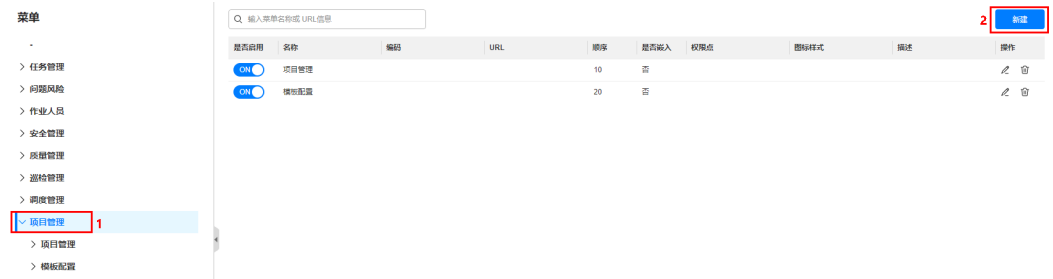 菜单
输入菜单名称或 URL信息
2
新建
是否启用 名称 编码 URL 顺序 是否嵌入 权限点 图标样式 描述 操作
-
任务管理
ON 项目管理 10 否
问题风险
ON 模板配置 20 否
作业人员
安全管理
质量管理
巡检管理
调度管理
项目管理 1
项目管理
模板配置